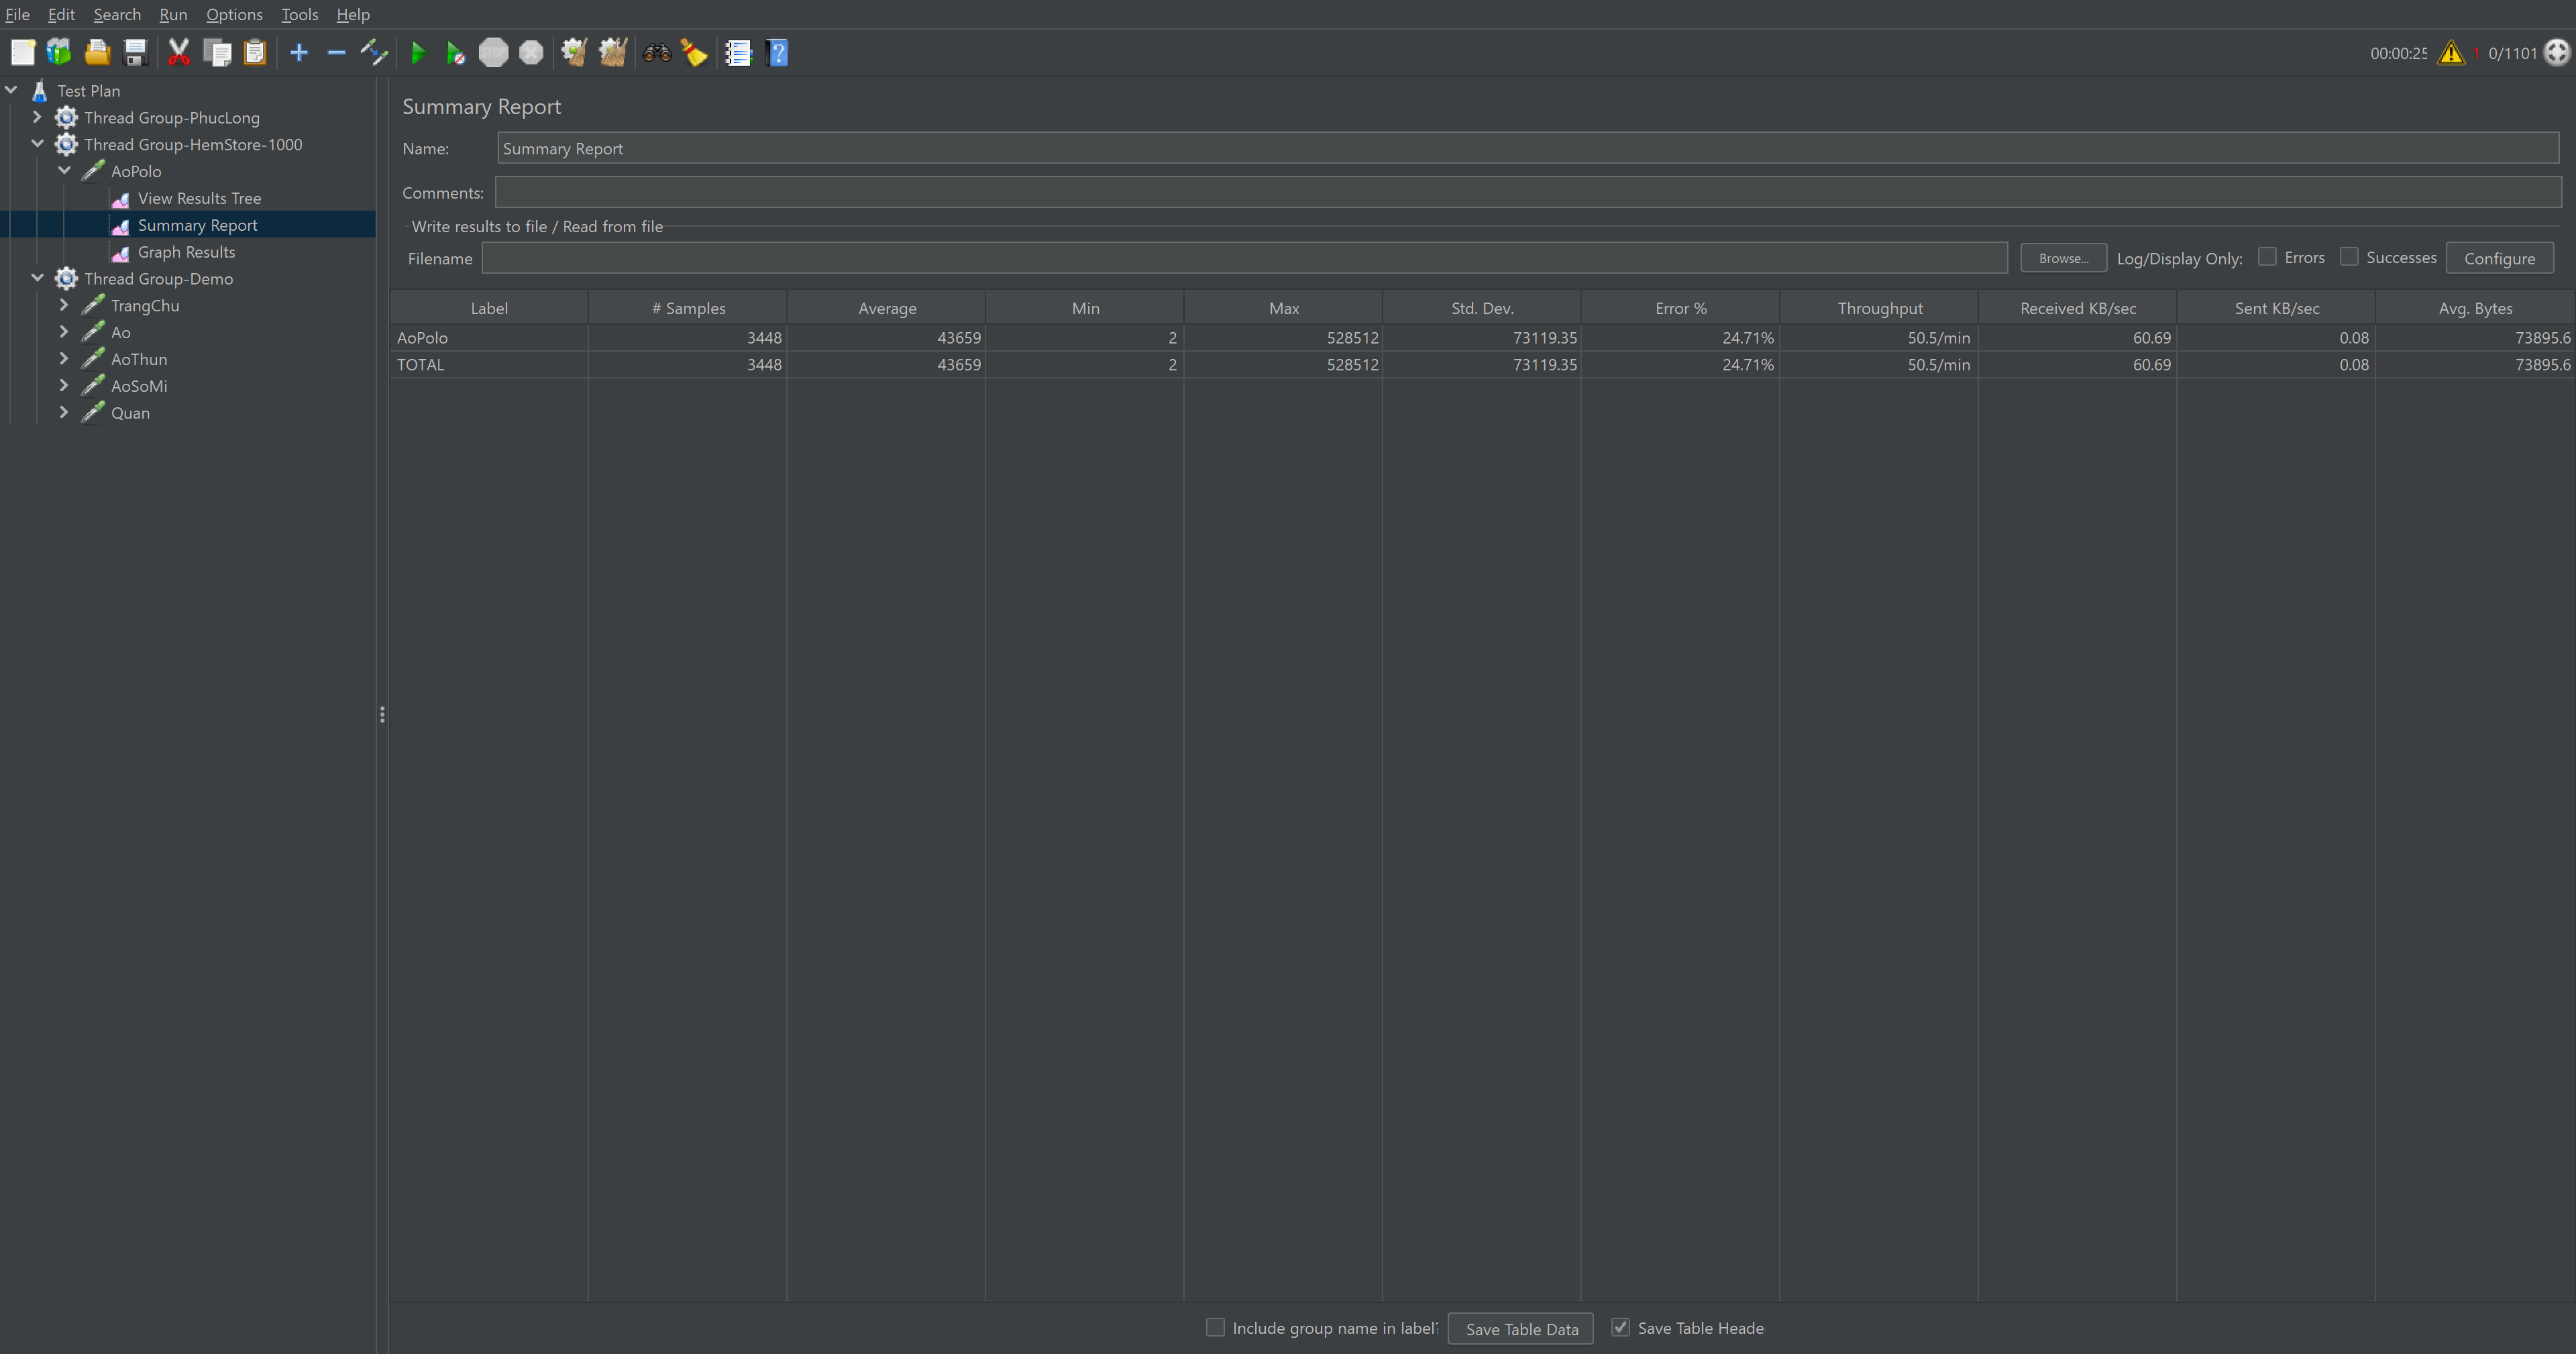 File Edit Search Run Options Tools Help
STOP
00:00:25 1 0/1101
Test Plan
Thread Group-PhucLong
Thread Group-HemStore-1000
AoPolo
View Results Tree
Summary Report
Graph Results
Thread Group-Demo
TrangChu
Ao
AoThun
AoSoMi
Quan
Summary Report
Name: Summary Report
Comments:
Write results to file / Read from file
Filename Browse... Log/Display Only: Errors Successes Configure
Label # Samples Average Min Max Std. Dev. Error % Throughput Received KB/sec Sent KB/sec Avg. Bytes
AoPolo 3448 43659 2 528512 73119.35 24.71% 50.5/min 60.69 0.08 73895.6
TOTAL 3448 43659 2 528512 73119.35 24.71% 50.5/min 60.69 0.08 73895.6
Include group name in label? Save Table Data Save Table Heade